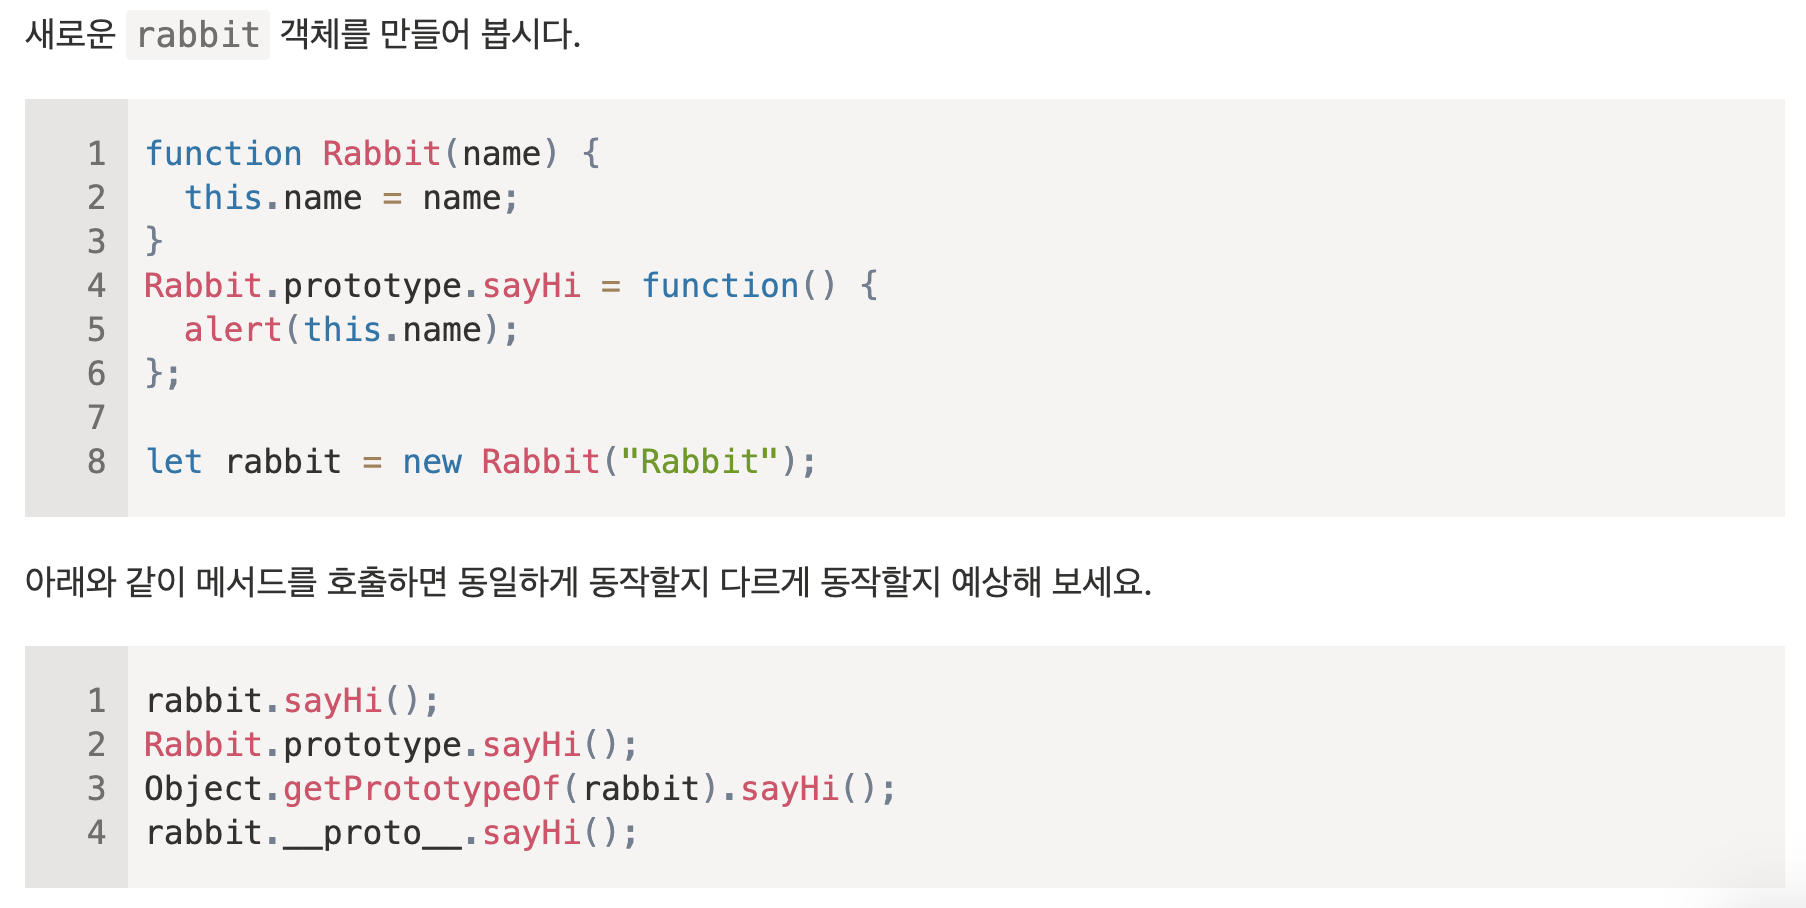 새로운 rabbit 객체를 만들어 봅시다.
1 function Rabbit(name) {
2   this.name = name;
3 }
4 Rabbit.prototype.sayHi = function() {
5   alert(this.name);
6 };
7
8 let rabbit = new Rabbit("Rabbit");
아래와 같이 메서드를 호출하면 동일하게 동작할지 다르게 동작할지 예상해 보세요.
1 rabbit.sayHi();
2 Rabbit.prototype.sayHi();
3 Object.getPrototypeOf(rabbit).sayHi();
4 rabbit.__proto__.sayHi();